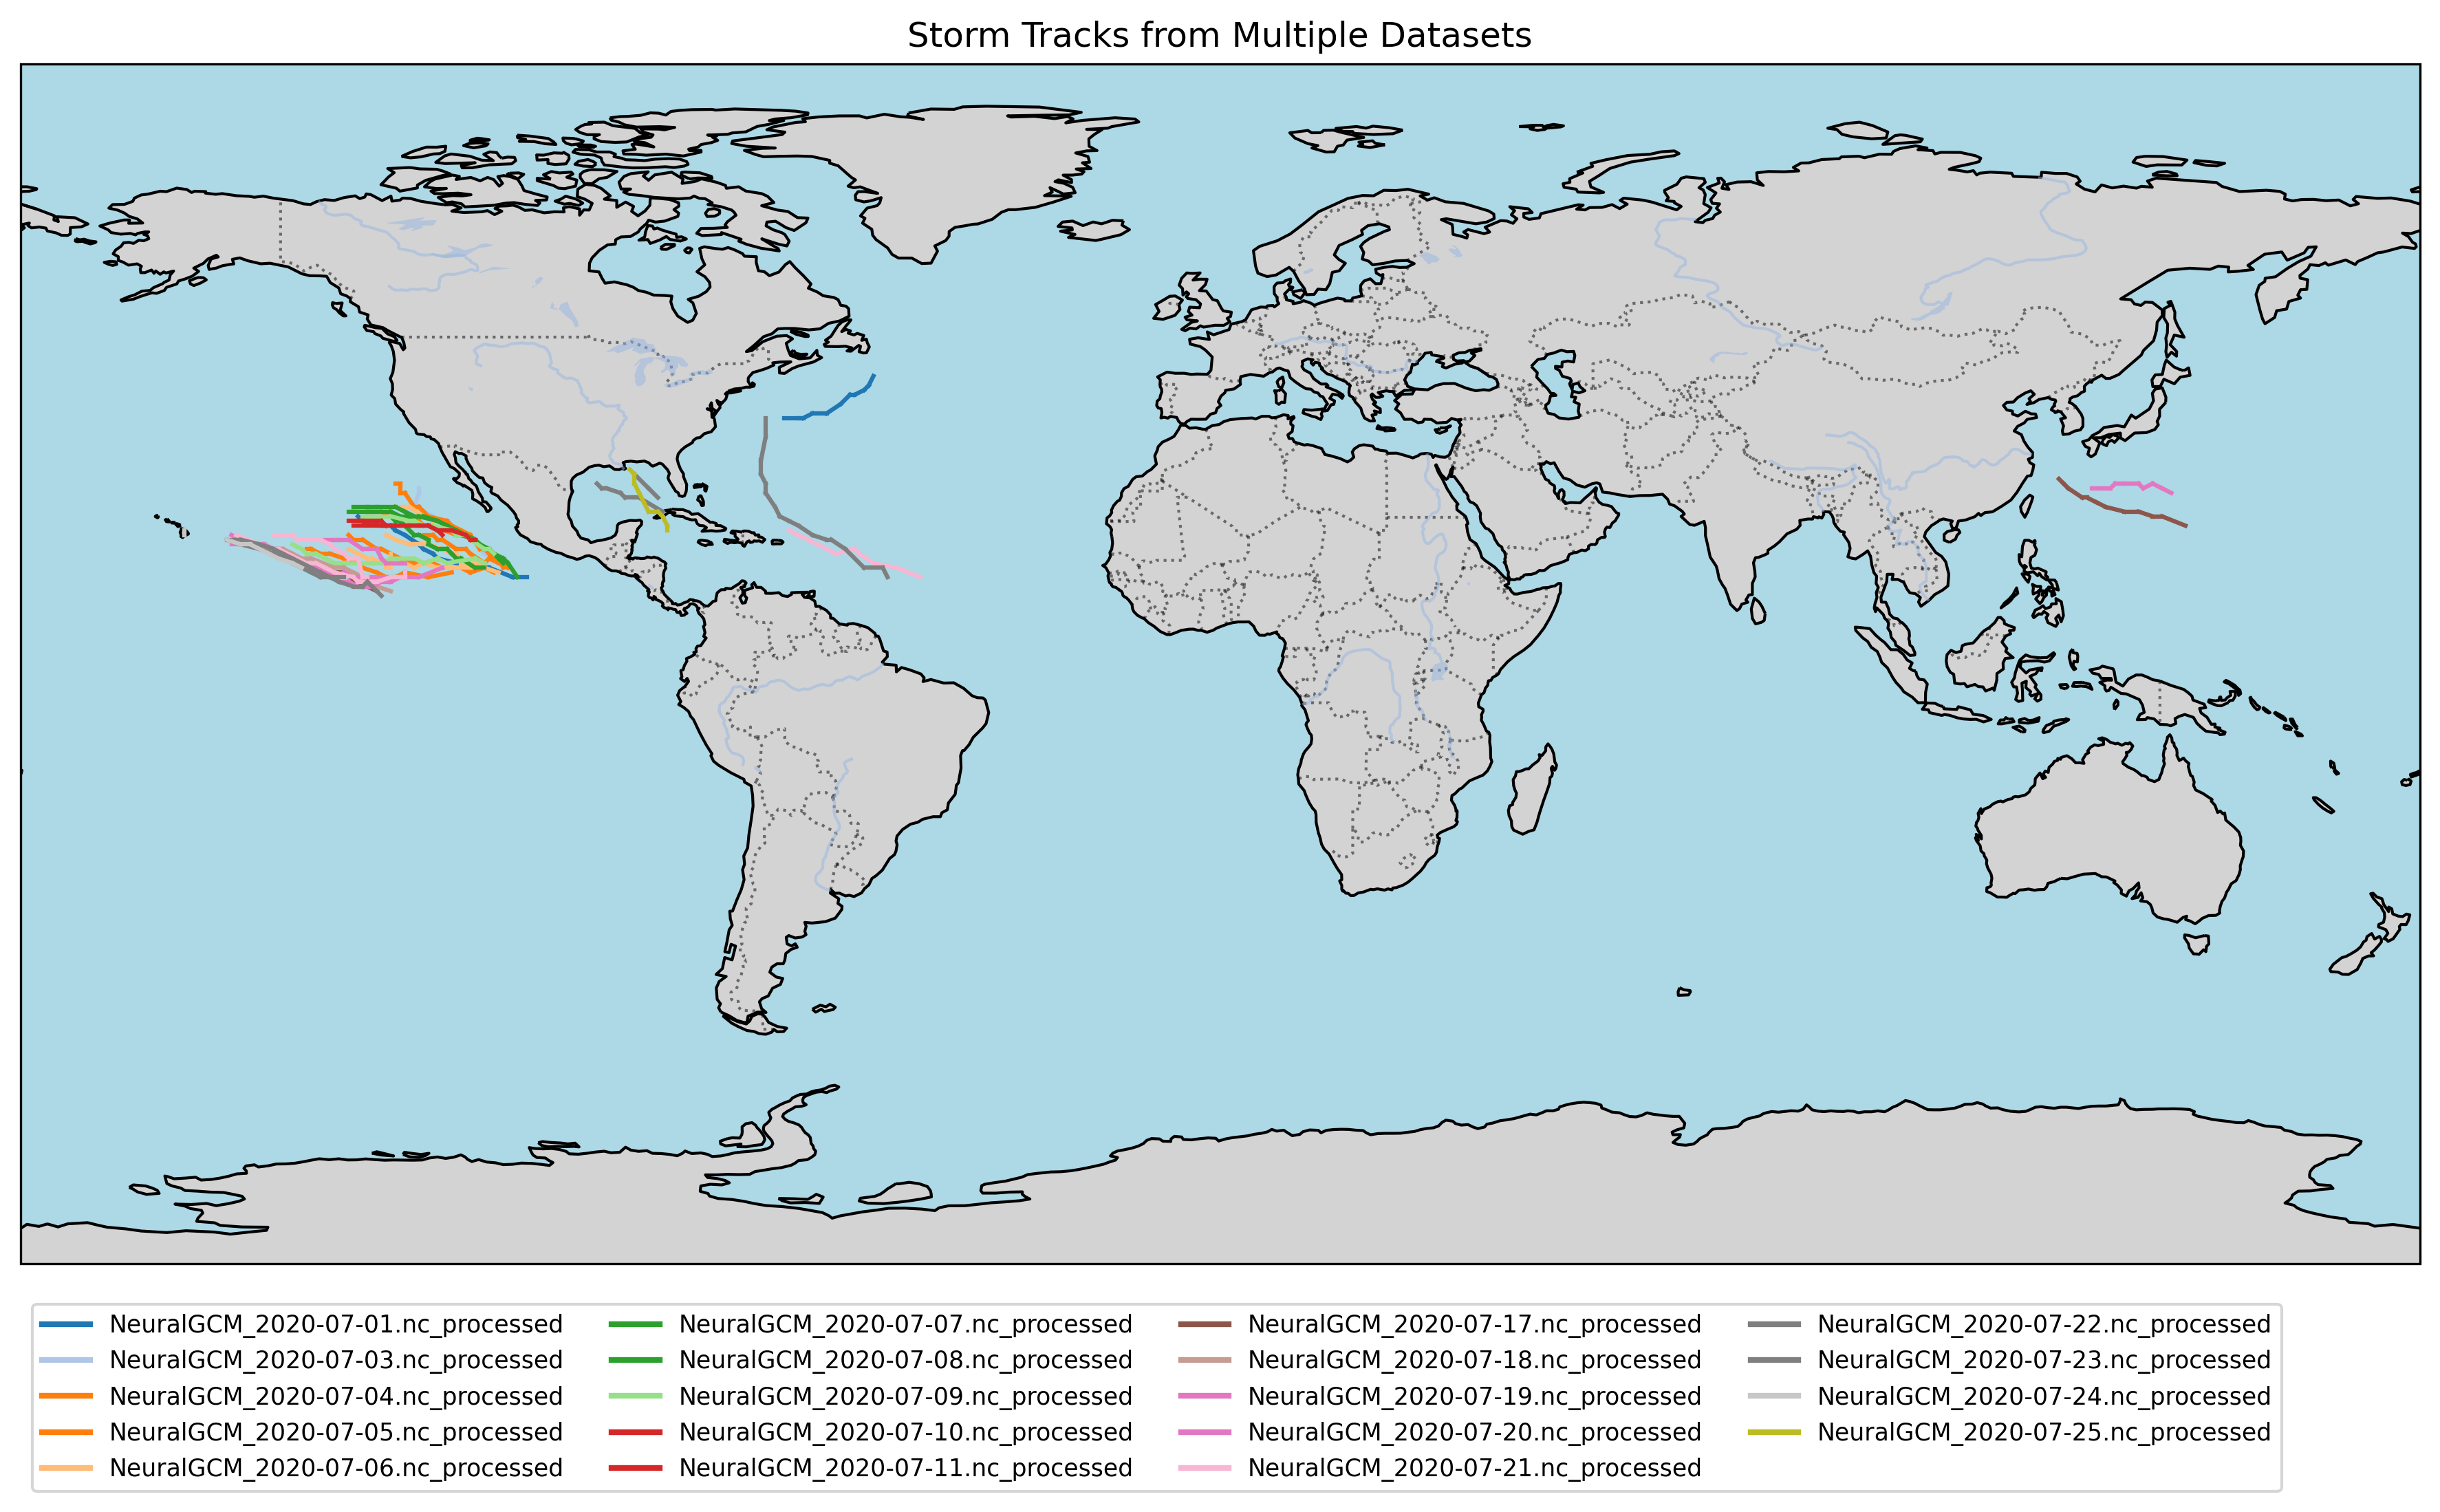 Storm Tracks from Multiple Datasets
NeuralGCM_2020-07-01.nc_processed
NeuralGCM_2020-07-03.nc_processed
NeuralGCM_2020-07-04.nc_processed
NeuralGCM_2020-07-05.nc_processed
NeuralGCM_2020-07-06.nc_processed
NeuralGCM_2020-07-07.nc_processed
NeuralGCM_2020-07-08.nc_processed
NeuralGCM_2020-07-09.nc_processed
NeuralGCM_2020-07-10.nc_processed
NeuralGCM_2020-07-11.nc_processed
NeuralGCM_2020-07-17.nc_processed
NeuralGCM_2020-07-18.nc_processed
NeuralGCM_2020-07-19.nc_processed
NeuralGCM_2020-07-20.nc_processed
NeuralGCM_2020-07-21.nc_processed
NeuralGCM_2020-07-22.nc_processed
NeuralGCM_2020-07-23.nc_processed
NeuralGCM_2020-07-24.nc_processed
NeuralGCM_2020-07-25.nc_processed